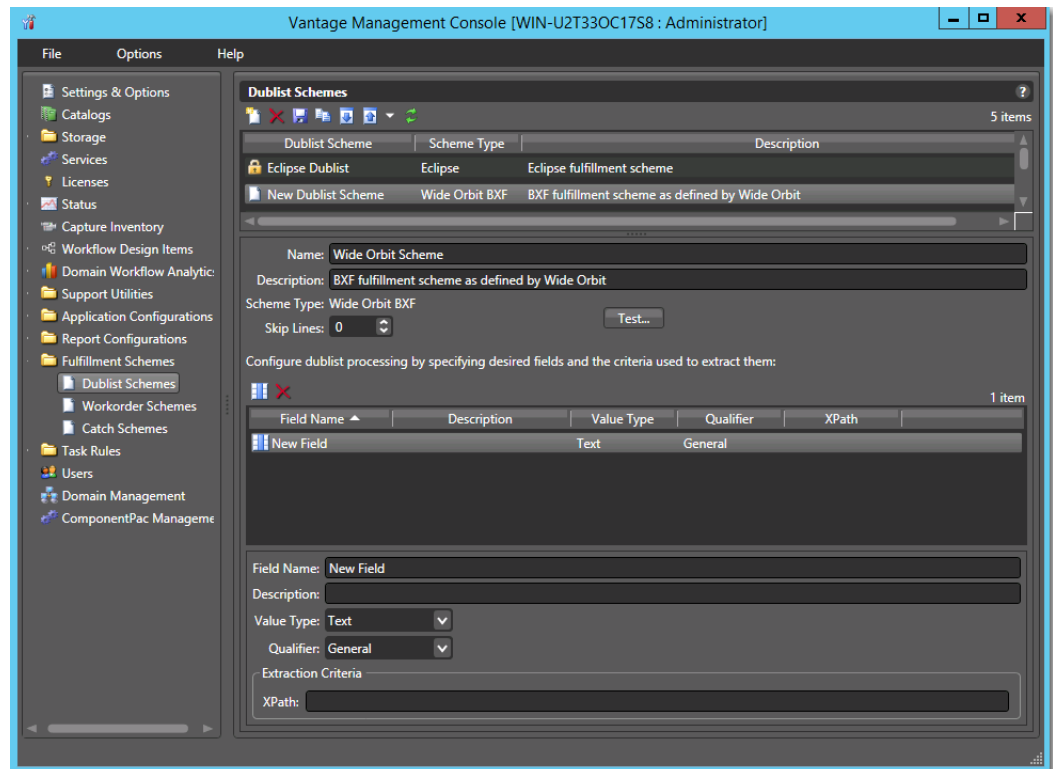 Vantage Management Console [WIN-U2T33OC17S8 : Administrator]
File Options Help
Settings & Options
Catalogs
Storage
Services
Licenses
Status
Capture Inventory
Workflow Design Items
Domain Workflow Analytic
Support Utilities
Application Configurations
Report Configurations
Fulfillment Schemes
Dublist Schemes
Workorder Schemes
Catch Schemes
Task Rules
Users
Domain Management
ComponentPac Manageme
Dublist Schemes ?
5 items
Dublist Scheme Scheme Type Description
Eclipse Dublist Eclipse Eclipse fulfillment scheme
New Dublist Scheme Wide Orbit BXF BXF fulfillment scheme as defined by Wide Orbit
Name: Wide Orbit Scheme
Description: BXF fulfillment scheme as defined by Wide Orbit
Scheme Type: Wide Orbit BXF
Skip Lines: 0 Test...
Configure dublist processing by specifying desired fields and the criteria used to extract them:
1 item
Field Name Description Value Type Qualifier XPath
New Field Text General
Field Name: New Field
Description:
Value Type: Text
Qualifier: General
Extraction Criteria
XPath: